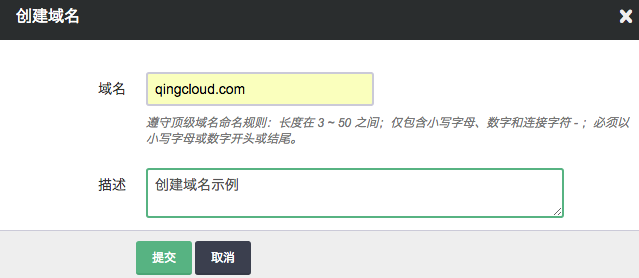 创建域名
域名
qingcloud.com
遵守顶级域名命名规则：长度在 3 ~ 50 之间；仅包含小写字母、数字和连接字符 - ；必须以
小写字母或数字开头或结尾。
描述
创建域名示例
提交 取消